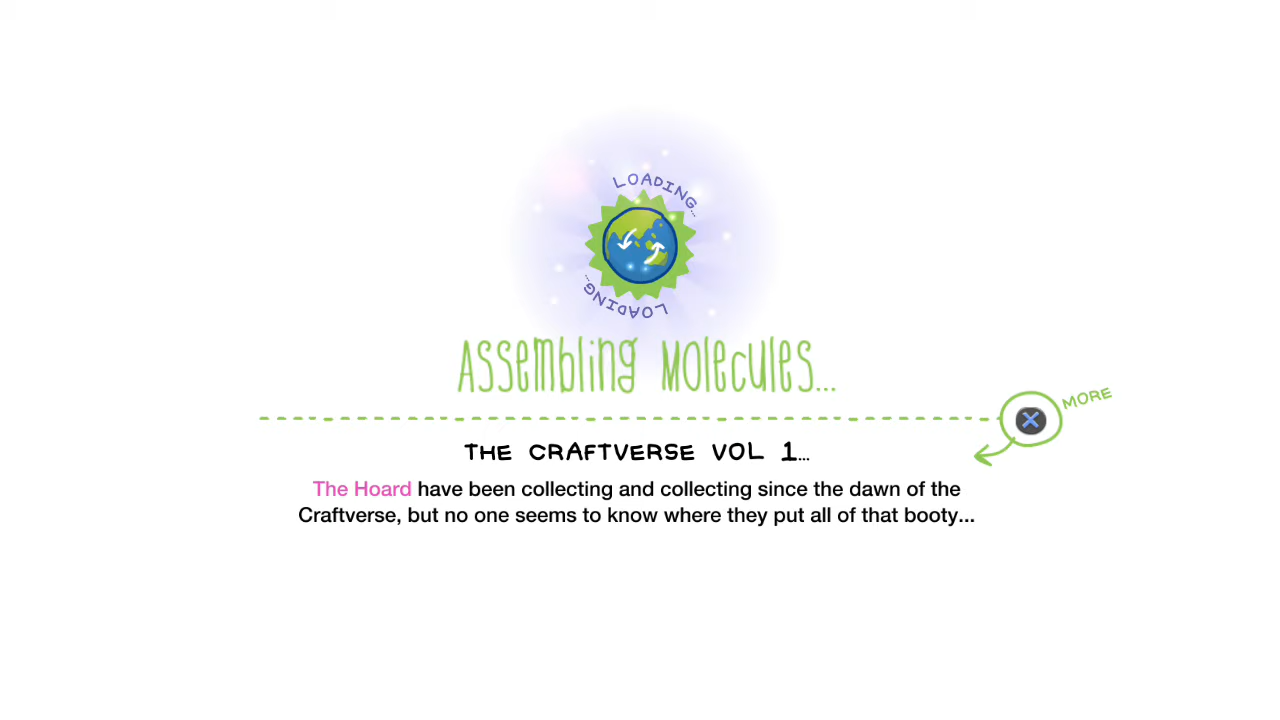 LOADING...
LOADING...
Assembling Molecules...
MORE
THE CRAFTVERSE VOL 1...
The Hoard have been collecting and collecting since the dawn of the
Craftverse, but no one seems to know where they put all of that booty...